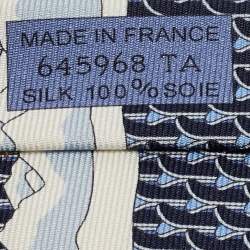 MADE IN FRANCE
645968 TA
SILK 100% SOIE